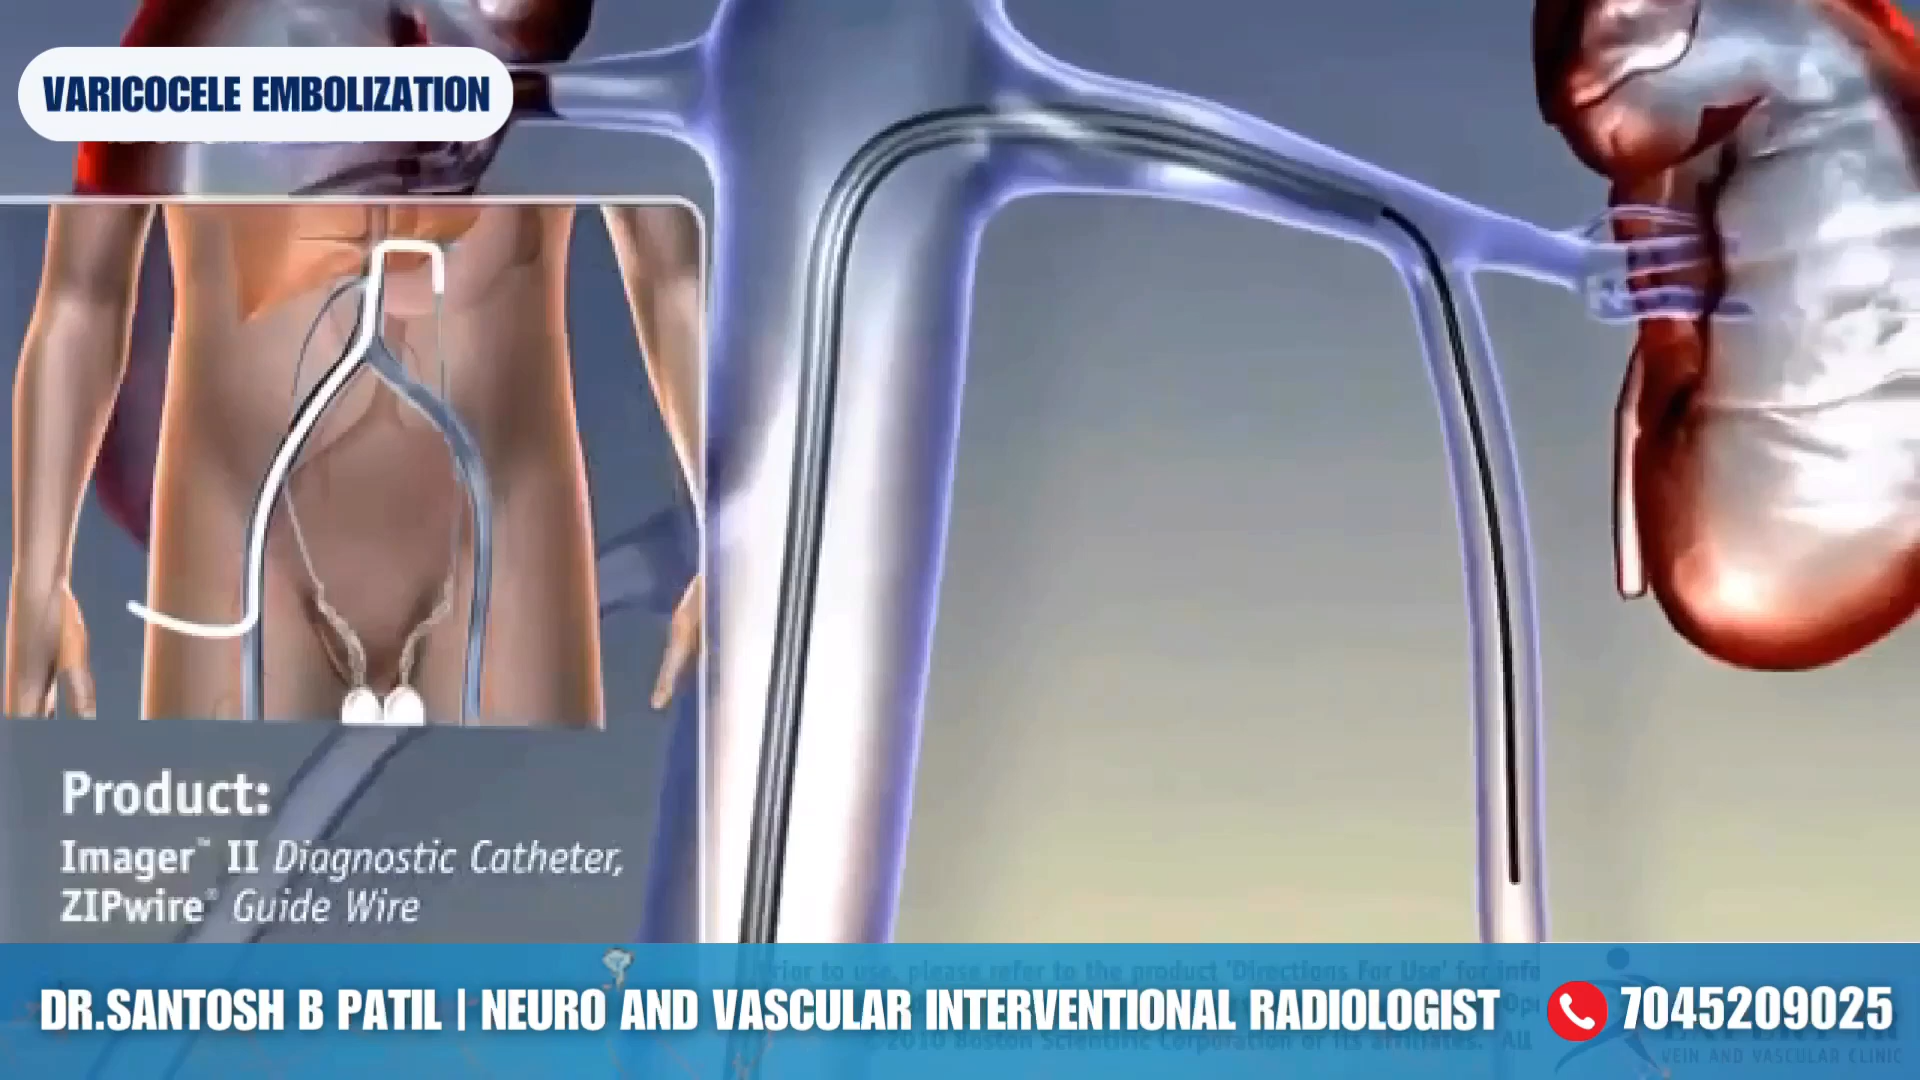 VARICOCELE EMBOLIZATION
Product:
Imager™ II Diagnostic Catheter,
ZIPwire® Guide Wire
Prior to use, please refer to the product 'Directions For Use' for info
DR.SANTOSH B PATIL | NEURO AND VASCULAR INTERVENTIONAL RADIOLOGIST
7045209025
©2010 Boston Scientific Corporation or its affiliates. All
VEIN AND VASCULAR CLINIC